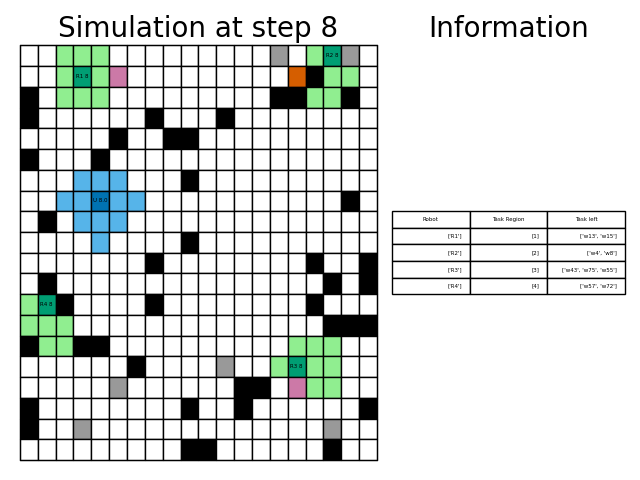 Simulation at step 8
Information
R2 8
R1 8
U 8.0
Robot Task Region Task left
['R1'] [1] ['w13', 'w15']
['R2'] [2] ['w4', 'w8']
['R3'] [3] ['w43', 'w75', 'w55']
['R4'] [4] ['w57', 'w72']
R4 8
R3 8